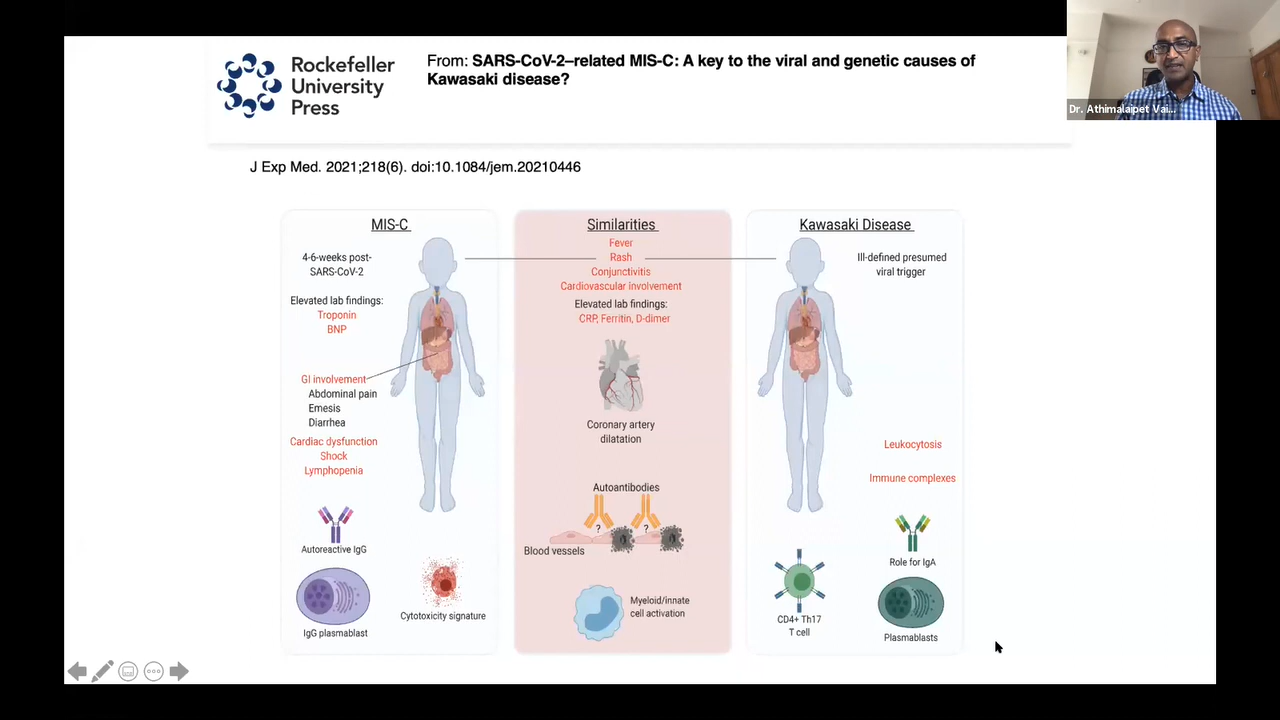 Rockefeller
University
Press
From: SARS-CoV-2–related MIS-C: A key to the viral and genetic causes of
Kawasaki disease?
Dr. Athimalaipet Vai...
J Exp Med. 2021;218(6). doi:10.1084/jem.20210446
MIS-C
4-6-weeks post-
SARS-CoV-2
Elevated lab findings:
Troponin
BNP
GI involvement
Abdominal pain
Emesis
Diarrhea
Cardiac dysfunction
Shock
Lymphopenia
Autoreactive IgG
IgG plasmablast
Cytotoxicity signature
Similarities
Fever
Rash
Conjunctivitis
Cardiovascular involvement
Elevated lab findings:
CRP, Ferritin, D-dimer
Coronary artery
dilatation
Autoantibodies
? ?
Blood vessels
Myeloid/innate
cell activation
Kawasaki Disease
Ill-defined presumed
viral trigger
Leukocytosis
Immune complexes
Role for IgA
CD4+ Th17
T cell
Plasmablasts